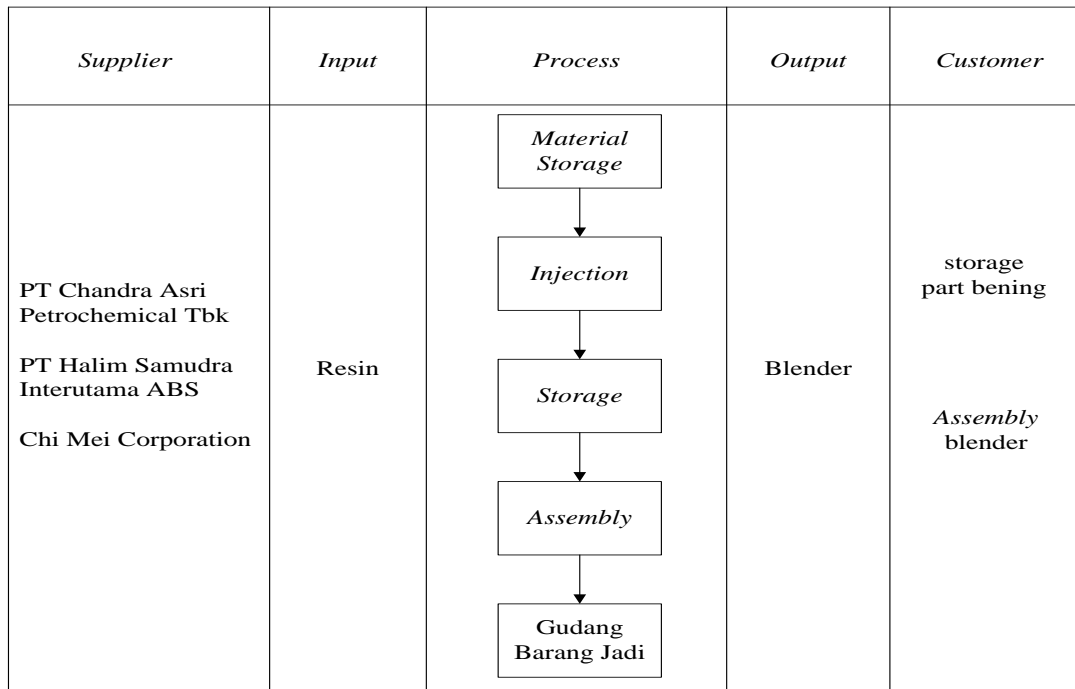 Supplier
Input
Process
Output
Customer
PT Chandra Asri
Petrochemical Tbk
PT Halim Samudra
Interutama ABS
Chi Mei Corporation
Resin
Material
Storage
Injection
Storage
Assembly
Gudang
Barang Jadi
Blender
storage
part bening
Assembly
blender